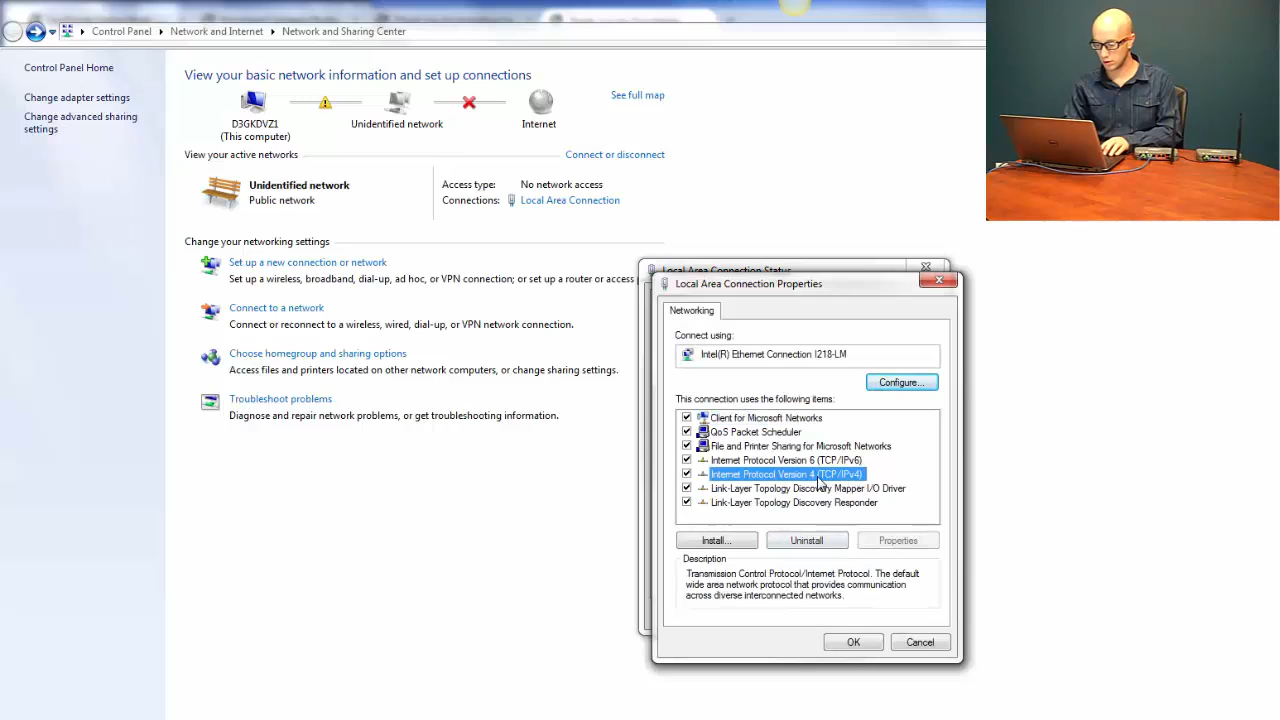 Control Panel Network and Internet Network and Sharing Center
Control Panel Home
Change adapter settings
Change advanced sharing
settings
View your basic network information and set up connections
See full map
D3GKDVZ1
(This computer)
Unidentified network
Internet
View your active networks
Connect or disconnect
Unidentified network
Public network
Access type: No network access
Connections: Local Area Connection
Change your networking settings
Set up a new connection or network
Set up a wireless, broadband, dial-up, ad hoc, or VPN connection; or set up a router or access
Connect to a network
Connect or reconnect to a wireless, wired, dial-up, or VPN network connection.
Choose homegroup and sharing options
Access files and printers located on other network computers, or change sharing settings.
Troubleshoot problems
Diagnose and repair network problems, or get troubleshooting information.
Local Area Connection Status
Local Area Connection Properties
Networking
Connect using:
Intel(R) Ethernet Connection I218-LM
Configure...
This connection uses the following items:
Client for Microsoft Networks
QoS Packet Scheduler
File and Printer Sharing for Microsoft Networks
Internet Protocol Version 6 (TCP/IPv6)
Internet Protocol Version 4 (TCP/IPv4)
Link-Layer Topology Discovery Mapper I/O Driver
Link-Layer Topology Discovery Responder
Install... Uninstall Properties
Description
Transmission Control Protocol/Internet Protocol. The default
wide area network protocol that provides communication
across diverse interconnected networks.
OK Cancel